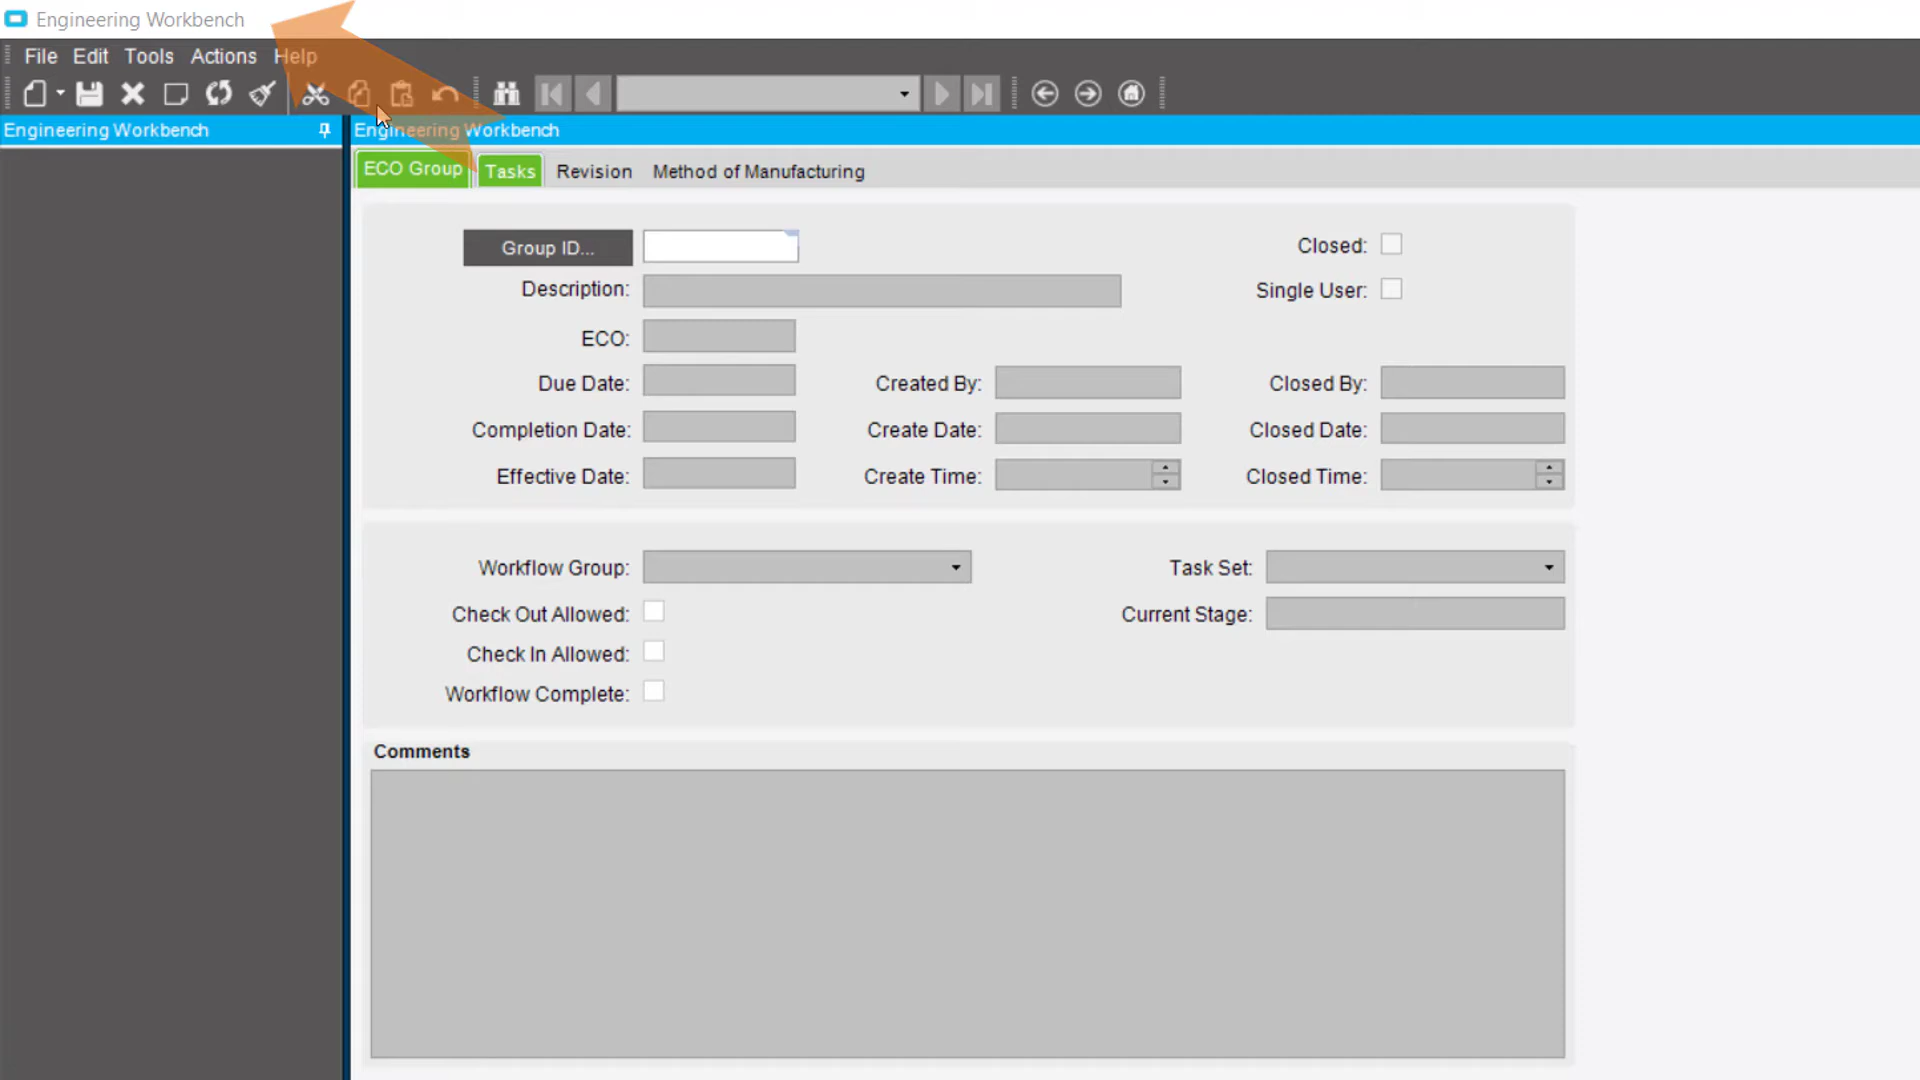 Engineering Workbench
File Edit Tools Actions Help
Engineering Workbench
Engineering Workbench
ECO Group Tasks Revision Method of Manufacturing
Group ID... Closed:
Description: Single User:
ECO:
Due Date: Created By: Closed By:
Completion Date: Create Date: Closed Date:
Effective Date: Create Time: Closed Time:
Workflow Group: Task Set:
Check Out Allowed: Current Stage:
Check In Allowed:
Workflow Complete:
Comments